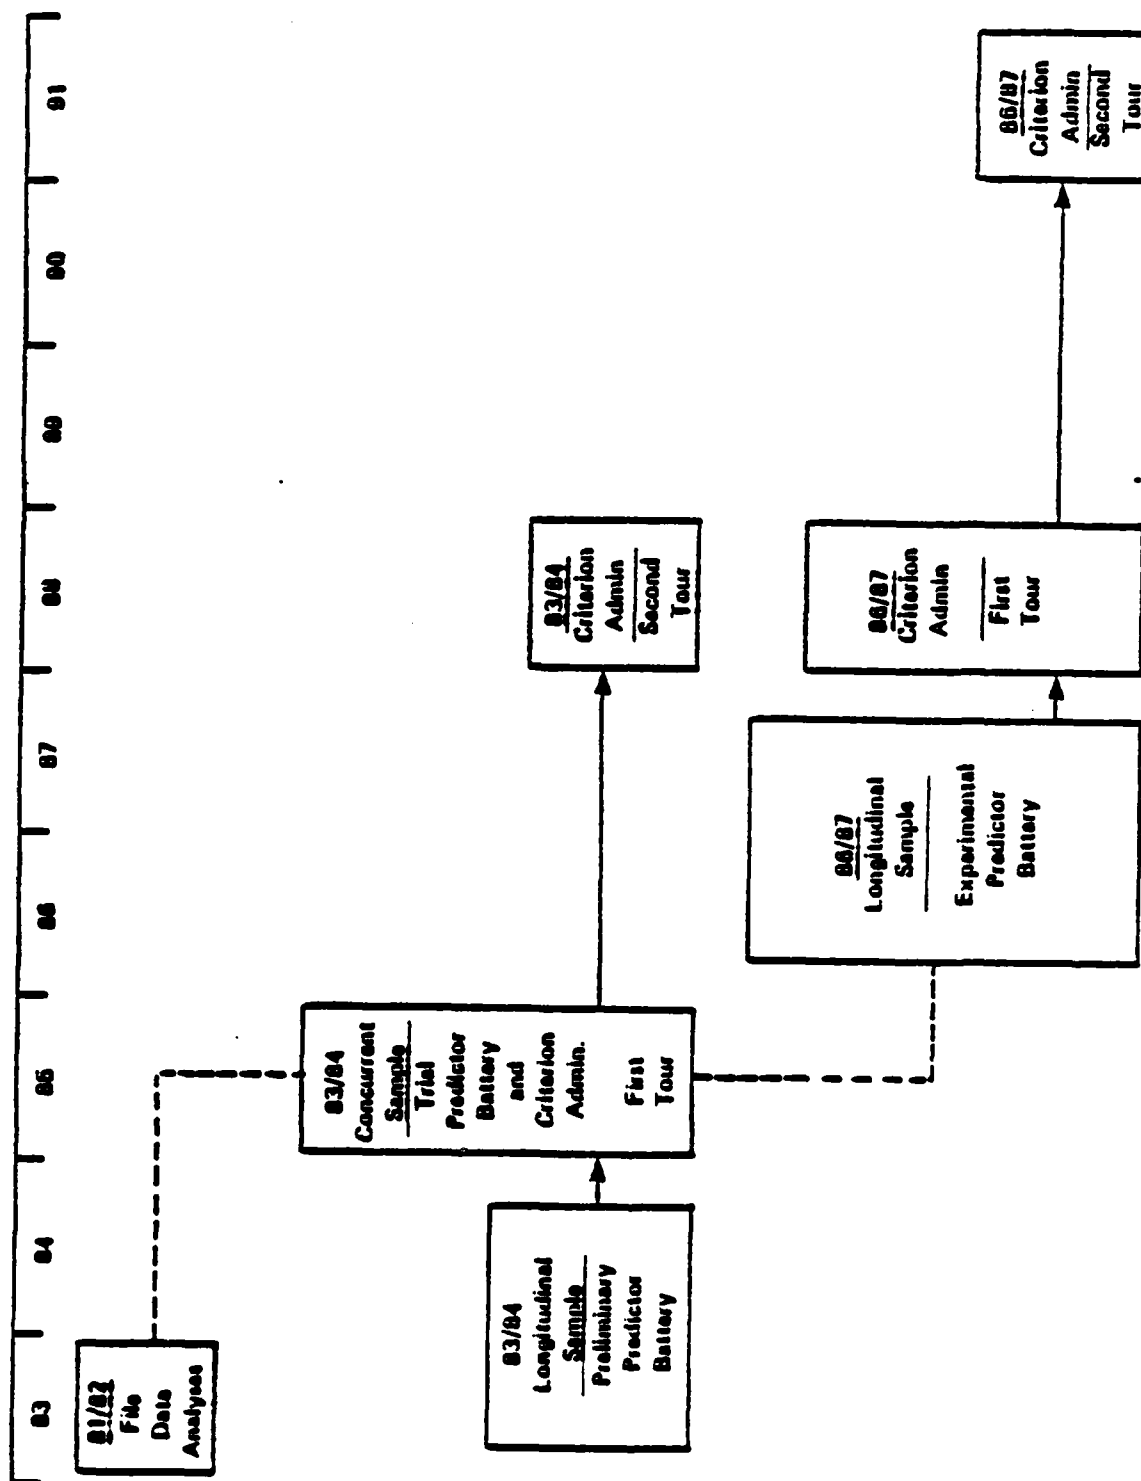 83
84
85
86
87
88
89
90
91
81/82
File
Data
Analyses
83/84
Longitudinal
Sample
Preliminary
Predictor
Battery
83/84
Concurrent
Sample
Trial
Predictor
Battery
and
Criterion
Admin.
First
Tour
83/84
Criterion
Admin
Second
Tour
86/87
Longitudinal
Sample
Experimental
Predictor
Battery
86/87
Criterion
Admin
First
Tour
86/87
Criterion
Admin
Second
Tour